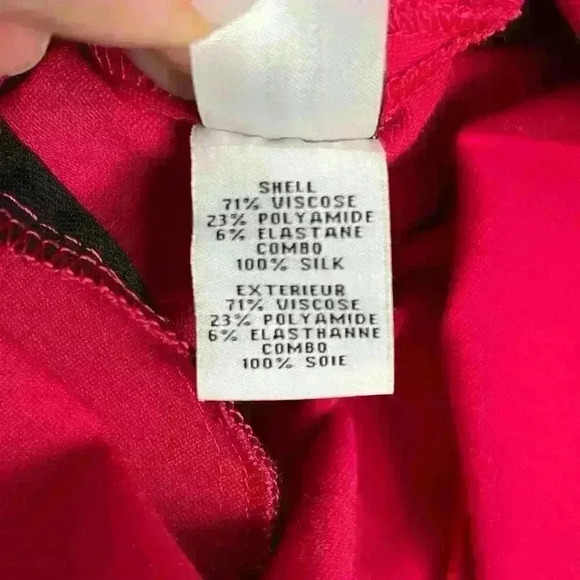 SHELL
71% VISCOSE
23% POLYAMIDE
6% ELASTANE
COMBO
100% SILK
EXTERIEUR
71% VISCOSE
23% POLYAMIDE
6% ELASTHANNE
COMBO
100% SOIE